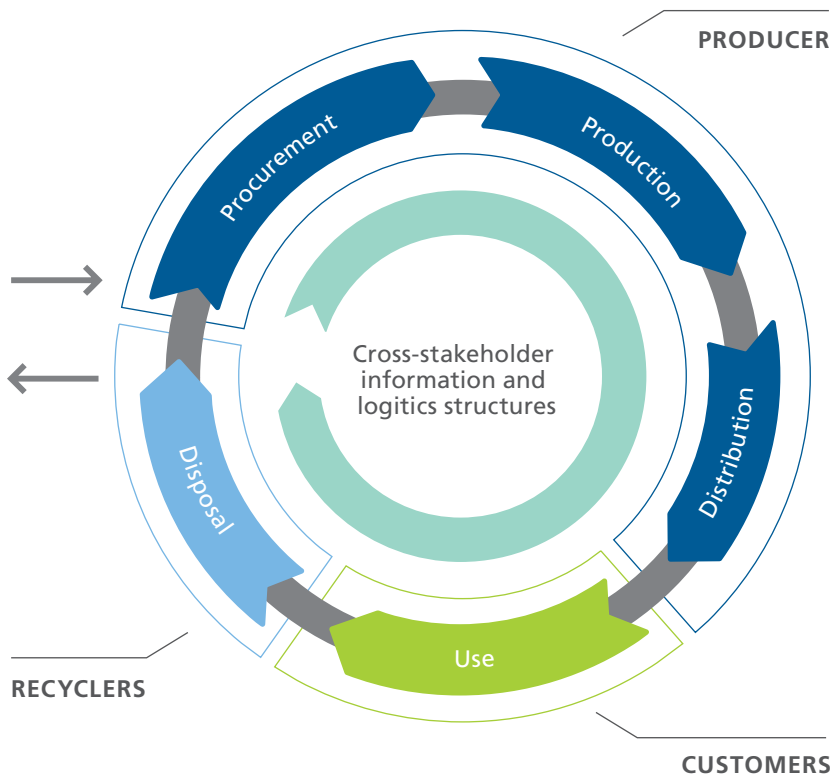 PRODUCER
Procurement
Production
Cross-stakeholder
information and
logitics structures
Distribution
Disposal
Use
RECYCLERS
CUSTOMERS